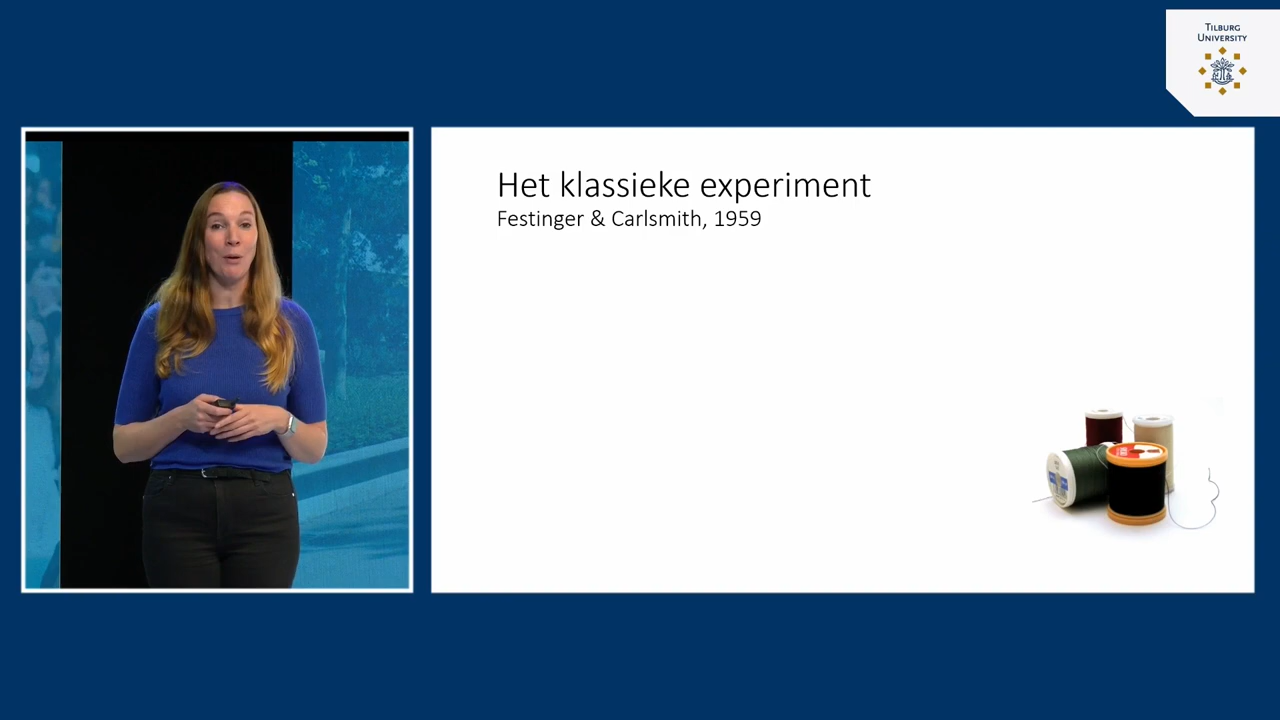 TILBURG
UNIVERSITY
Het klassieke experiment
Festinger & Carlsmith, 1959